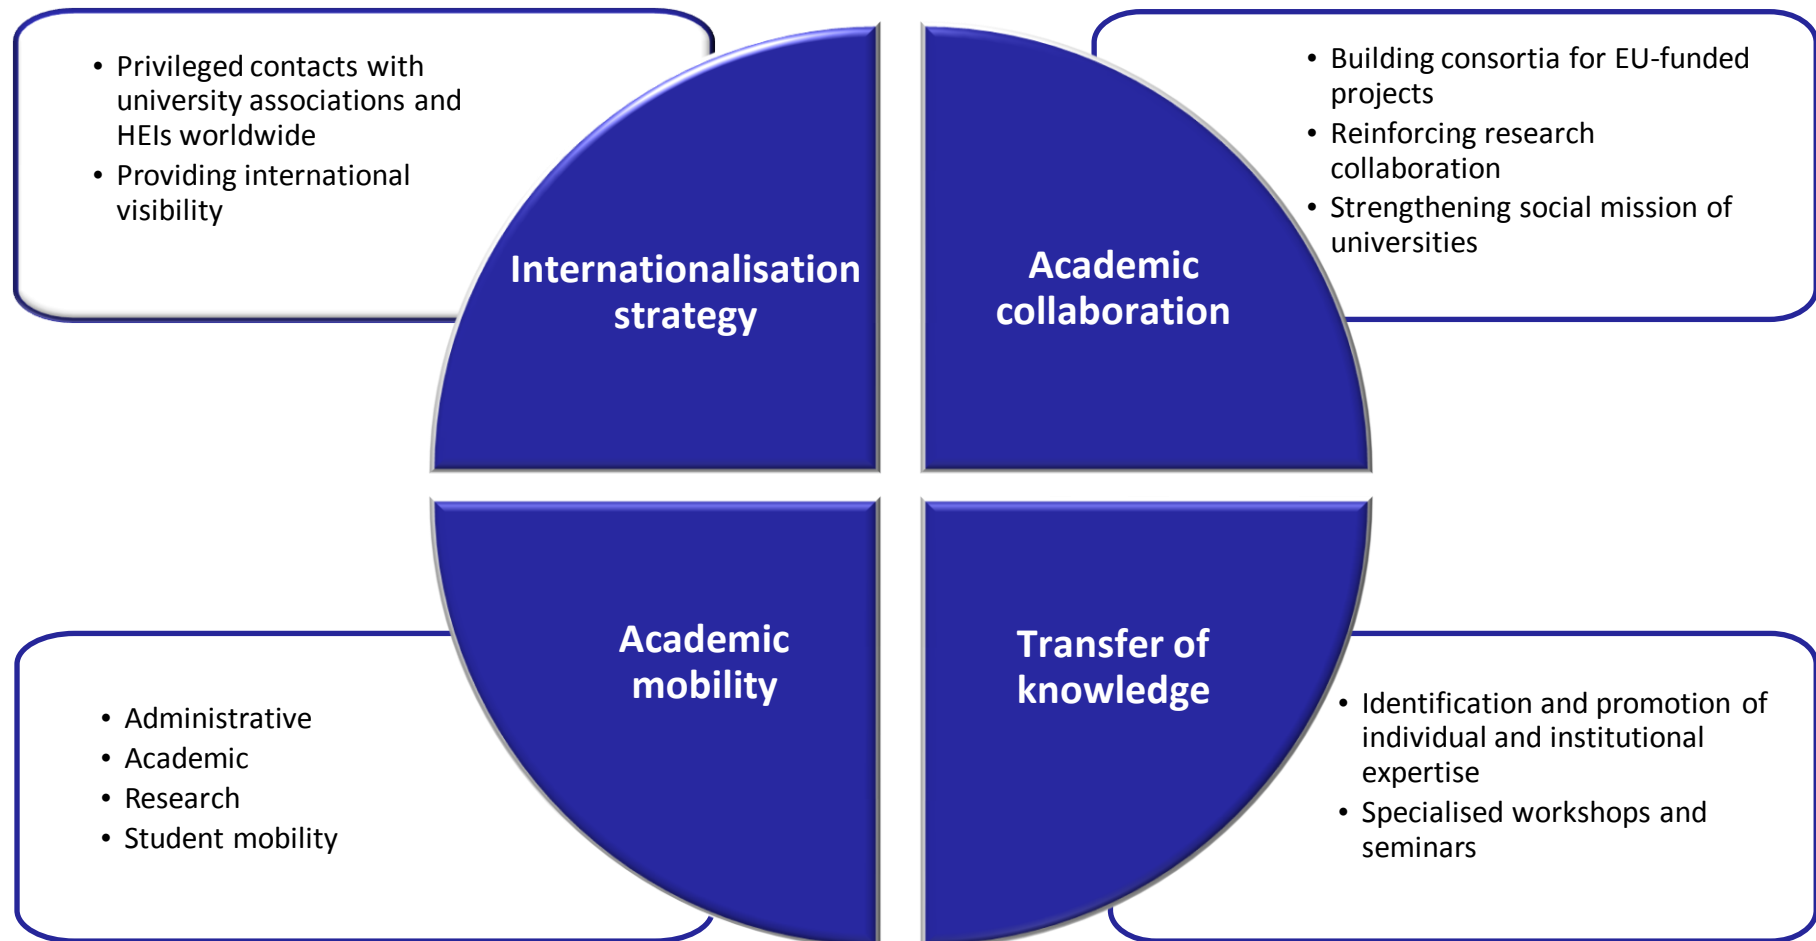 • Privileged contacts with
university associations and
HEIs worldwide
• Providing international
visibility
• Building consortia for EU-funded
projects
• Reinforcing research
collaboration
• Strengthening social mission of
universities
Internationalisation
strategy
Academic
collaboration
Academic
mobility
Transfer of
knowledge
• Administrative
• Academic
• Research
• Student mobility
• Identification and promotion of
individual and institutional
expertise
• Specialised workshops and
seminars